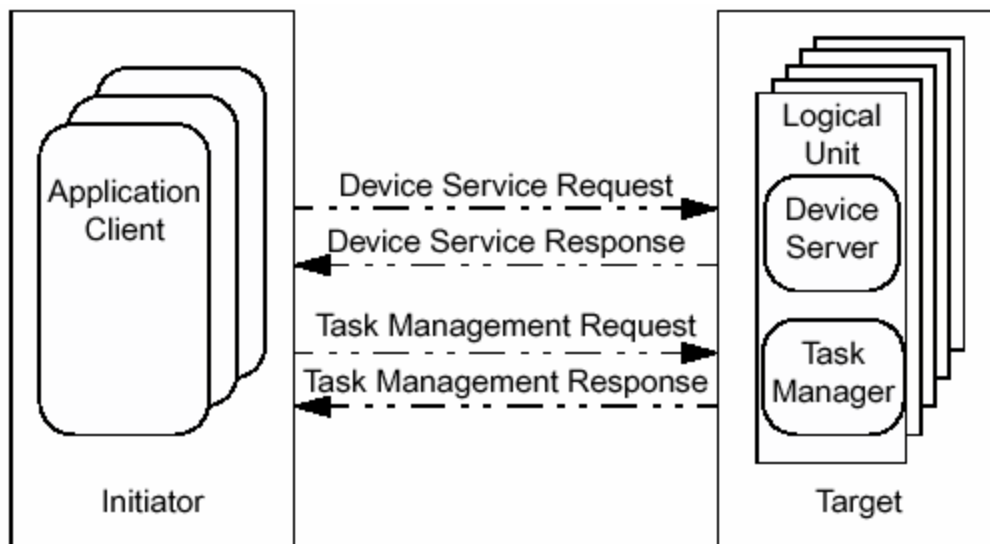 Application
Client
Initiator
Device Service Request
Device Service Response
Task Management Request
Task Management Response
Logical
Unit
Device
Server
Task
Manager
Target